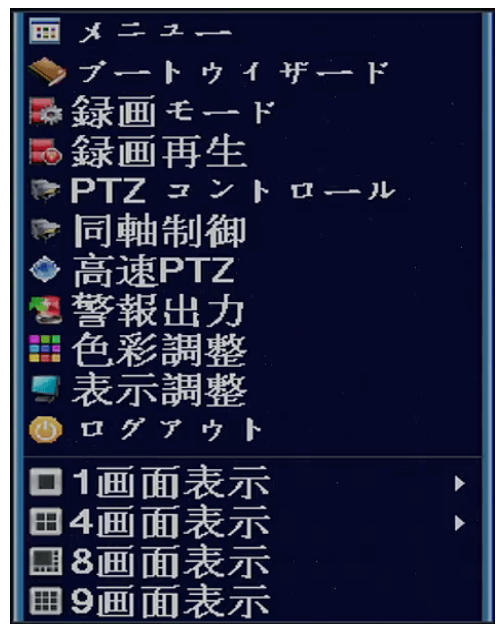 メニュー
ブートウイザード
録画モード
録画再生
PTZ コントロール
同軸制御
高速PTZ
警報出力
色彩調整
表示調整
ログアウト
1画面表示
4画面表示
8画面表示
9画面表示